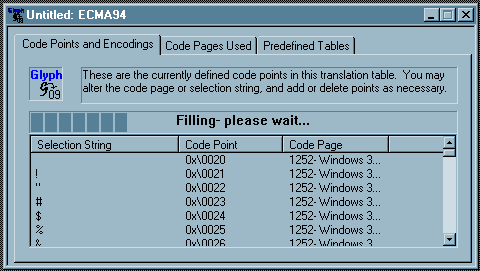 Untitled: ECMA94
Code Points and Encodings Code Pages Used Predefined Tables
Glyph These are the currently defined code points in this translation table. You may
09 alter the code page or selection string, and add or delete points as necessary.
Filling- please wait...
Selection String Code Point Code Page
0x\0020 1252- Windows 3...
! 0x\0021 1252- Windows 3...
" 0x\0022 1252- Windows 3...
# 0x\0023 1252- Windows 3...
$ 0x\0024 1252- Windows 3...
% 0x\0025 1252- Windows 3...
& 0x\0026 1252- Windows 3...